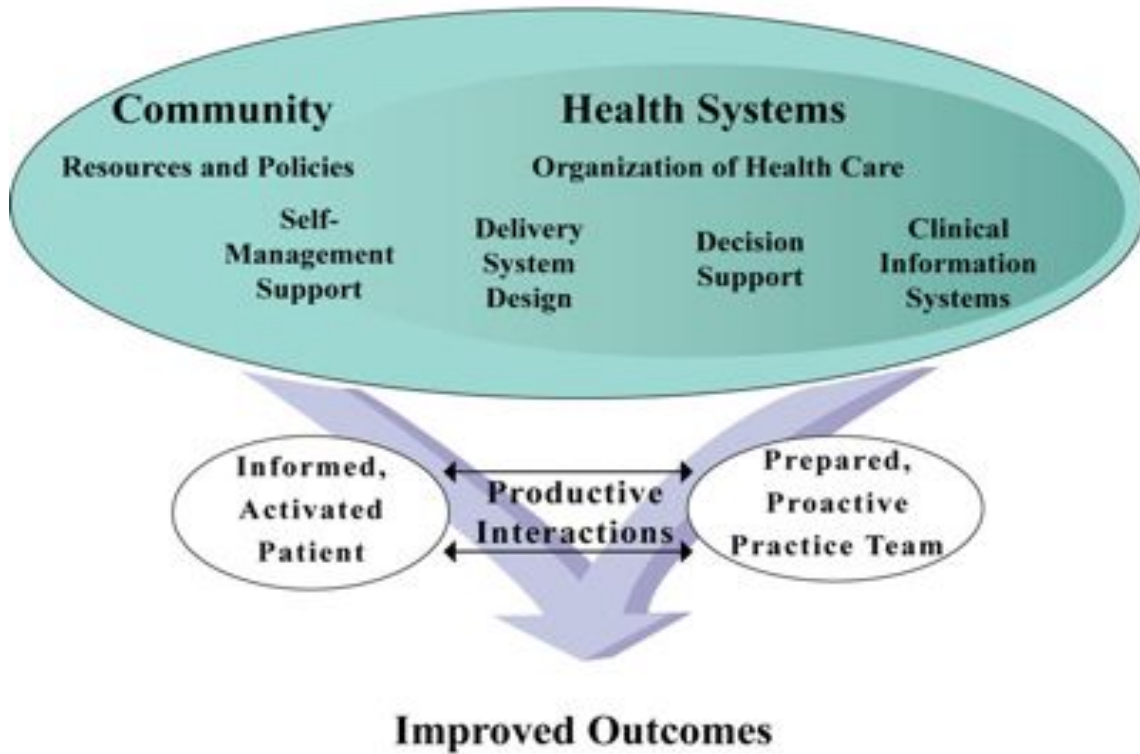 Community
Health Systems
Resources and Policies
Organization of Health Care
Self-
Management
Support
Delivery
System
Design
Decision
Support
Clinical
Information
Systems
Informed,
Activated
Patient
Productive
Interactions
Prepared,
Proactive
Practice Team
Improved Outcomes